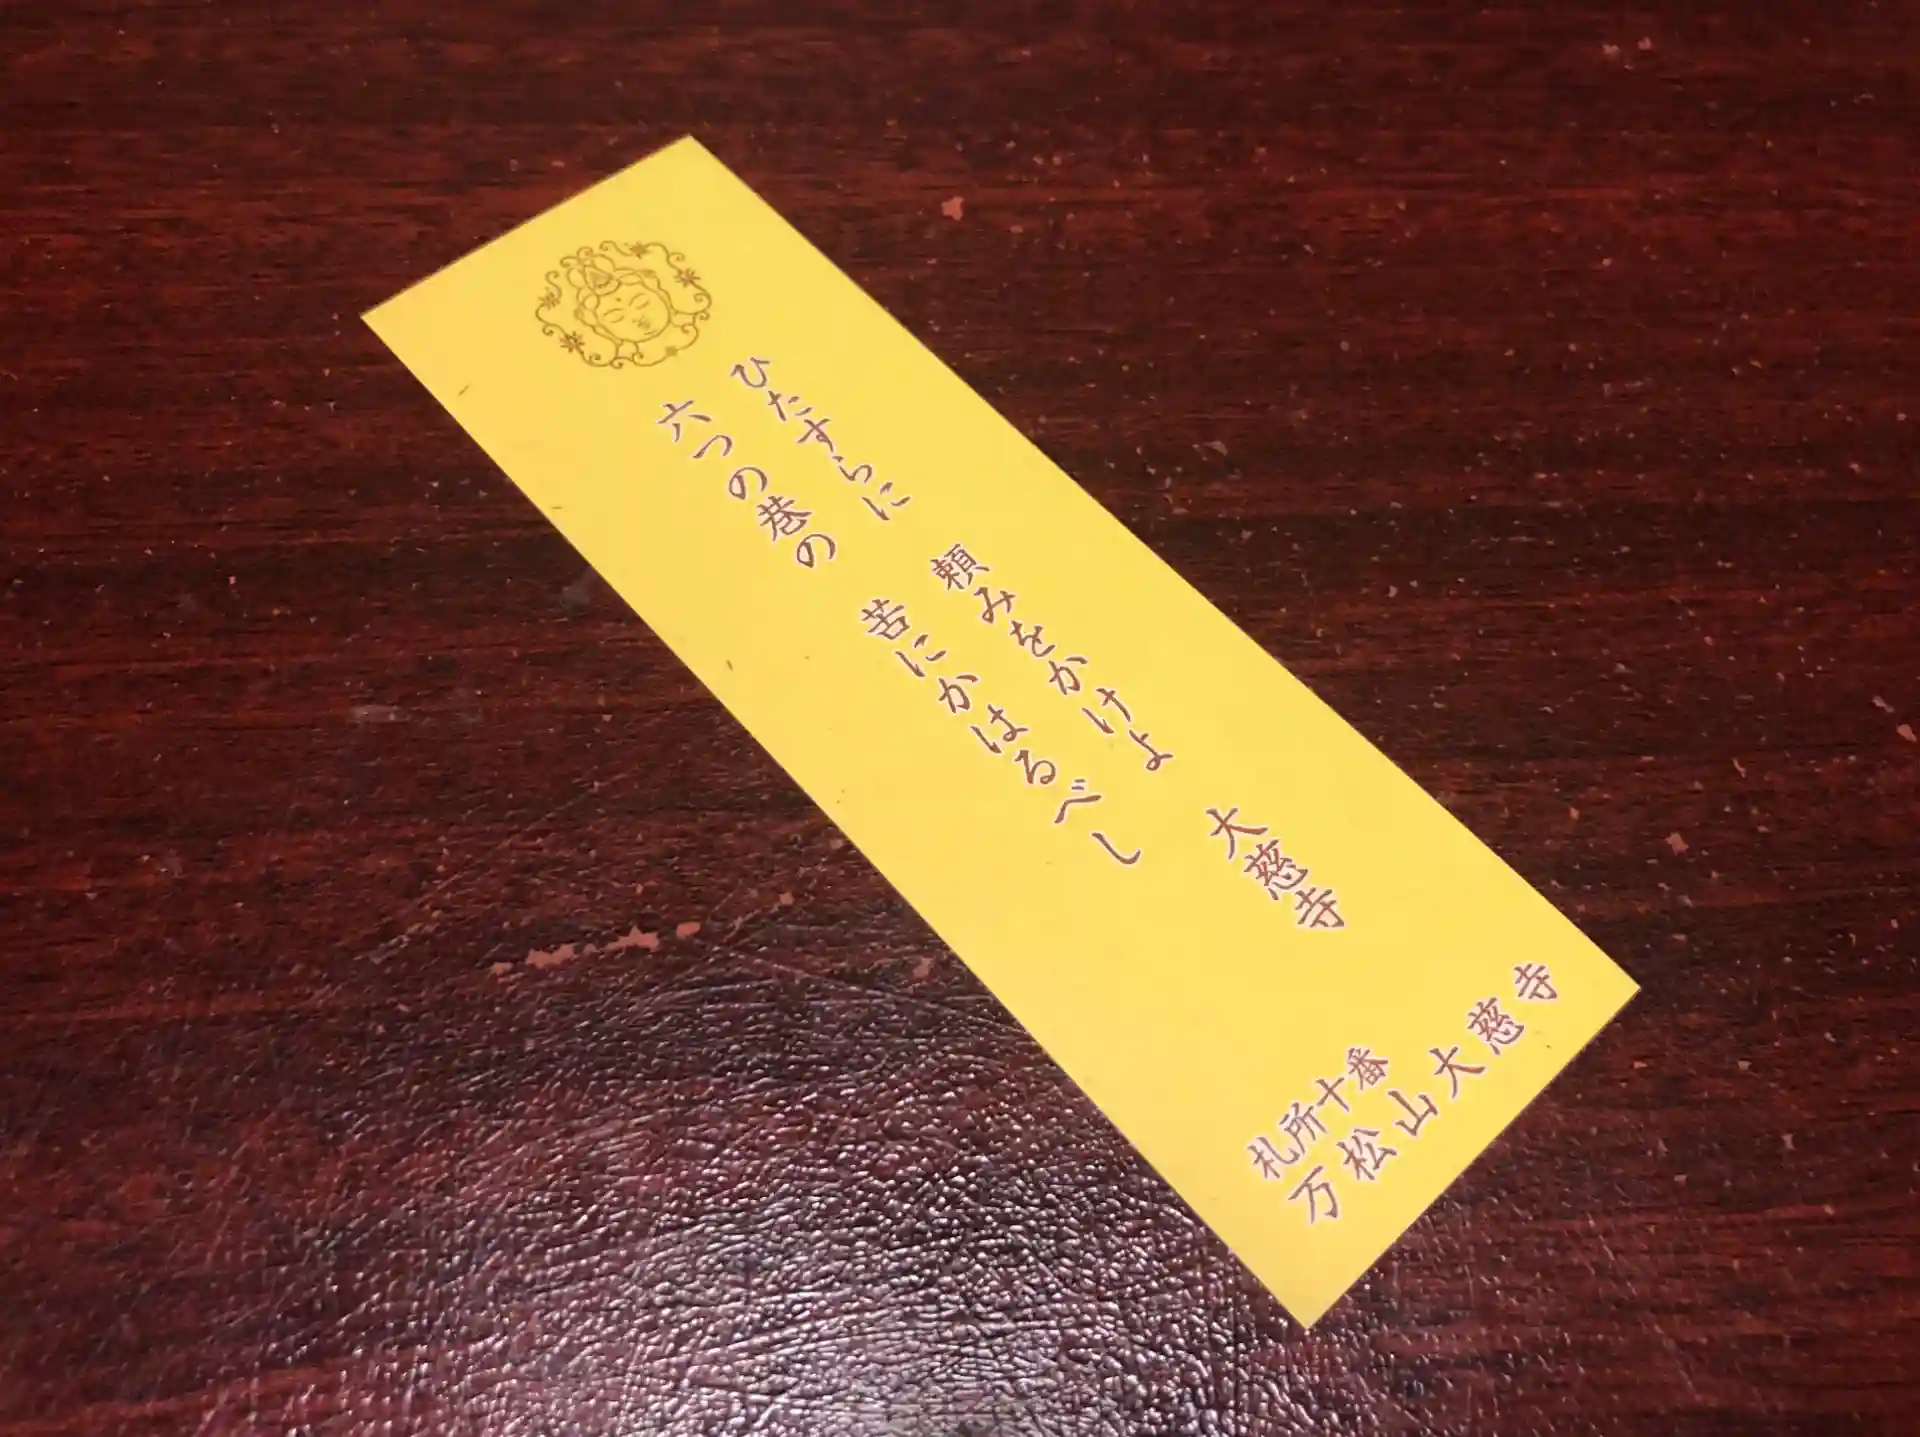 ひたすらに 頼みをかけよ 大慈寺
六つの巷の 苦にかはるべし
札所十番
万松山大慈寺